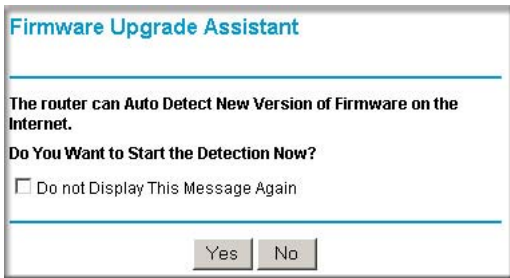 Firmware Upgrade Assistant
The router can Auto Detect New Version of Firmware on the
Internet.
Do You Want to Start the Detection Now?
Do not Display This Message Again
Yes No